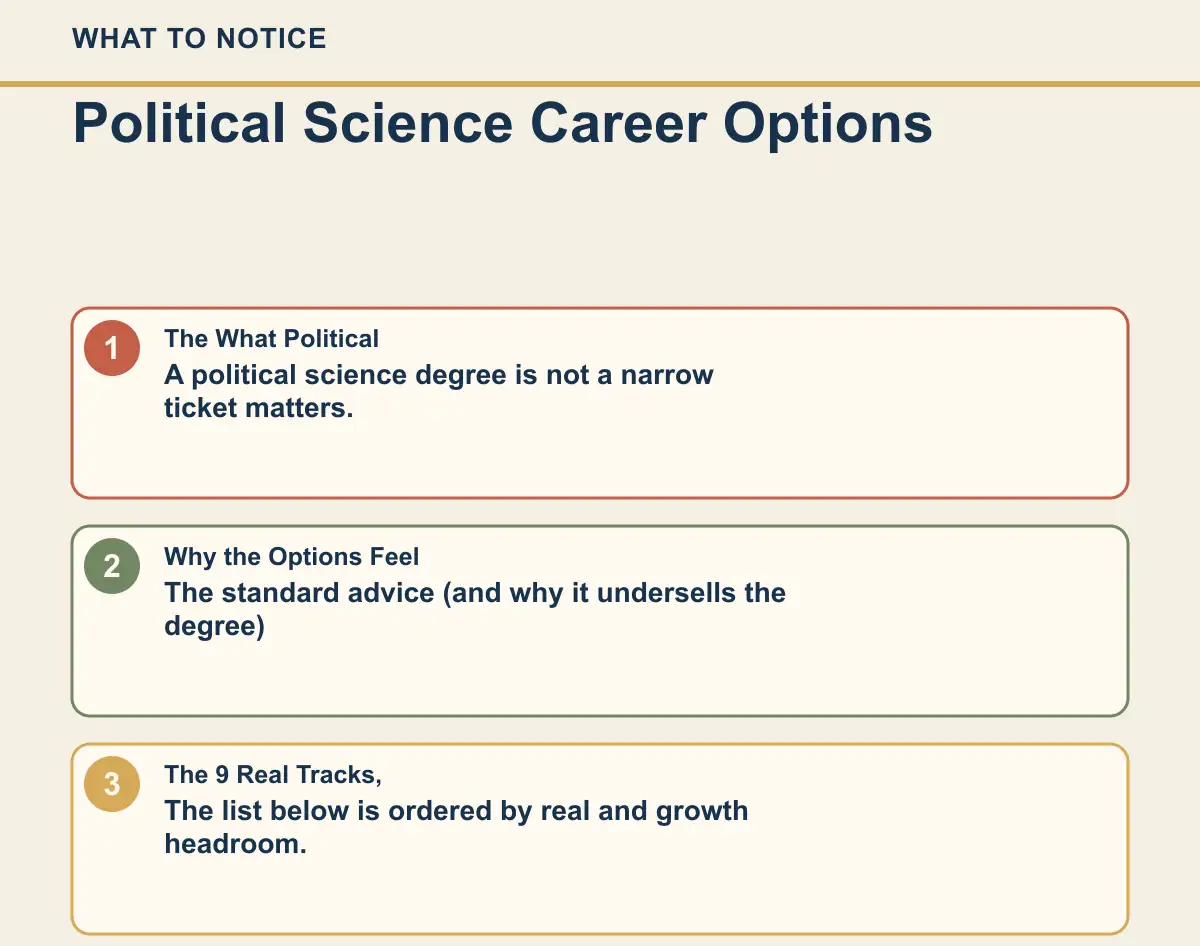 WHAT TO NOTICE
Political Science Career Options
1
The What Political
A political science degree is not a narrow
ticket matters.
2
Why the Options Feel
The standard advice (and why it undersells the
degree)
3
The 9 Real Tracks,
The list below is ordered by real and growth
headroom.